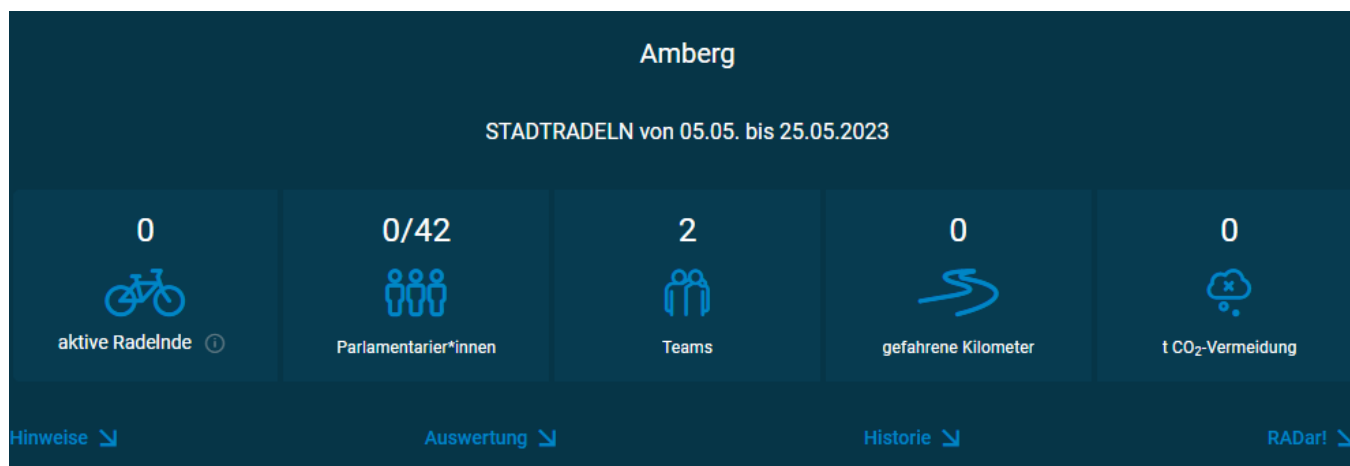 Amberg
STADTRADELN von 05.05. bis 25.05.2023
0
aktive Radelnde
0/42
Parlamentarier*innen
2
Teams
0
gefahrene Kilometer
0
t CO₂-Vermeidung
Hinweise
Auswertung
Historie
RADar!